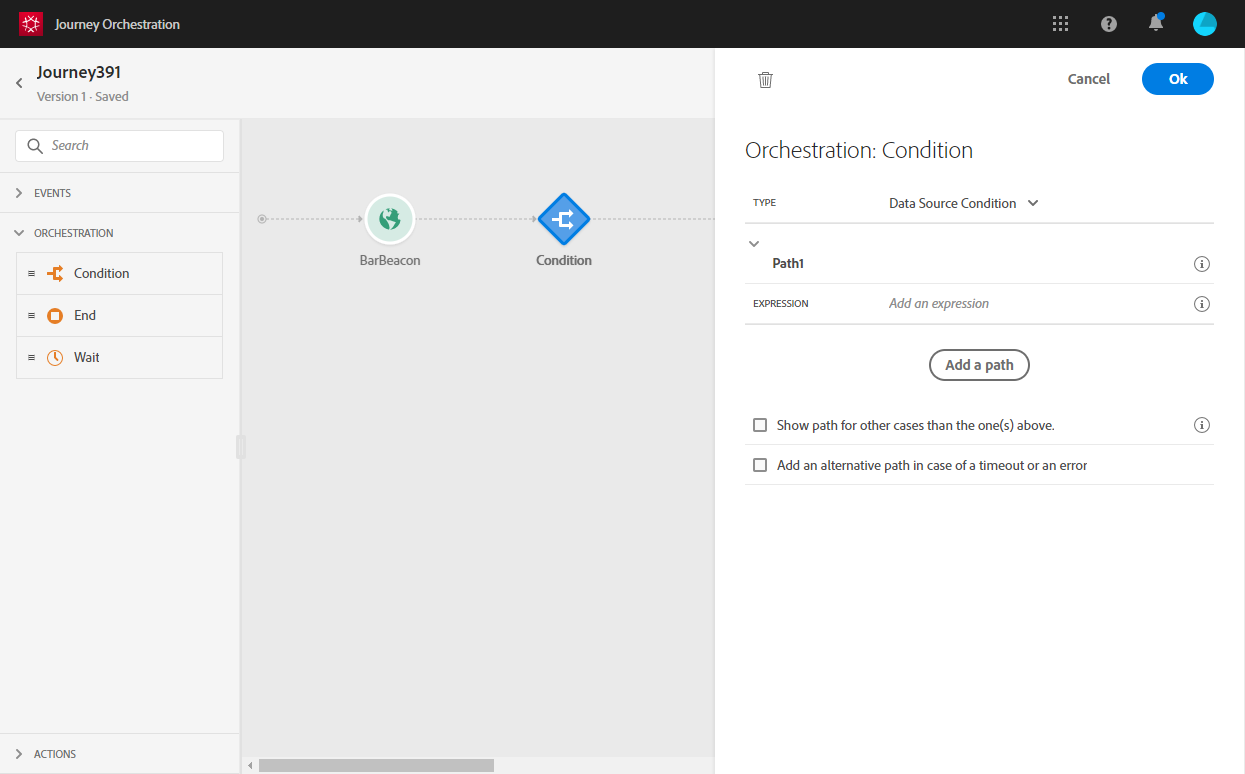 Journey Orchestration
Journey391
Version 1 · Saved
Cancel
Ok
Search
EVENTS
ORCHESTRATION
Condition
End
Wait
ACTIONS
BarBeacon
Condition
Orchestration: Condition
TYPE
Data Source Condition
Path1
EXPRESSION
Add an expression
Add a path
Show path for other cases than the one(s) above.
Add an alternative path in case of a timeout or an error